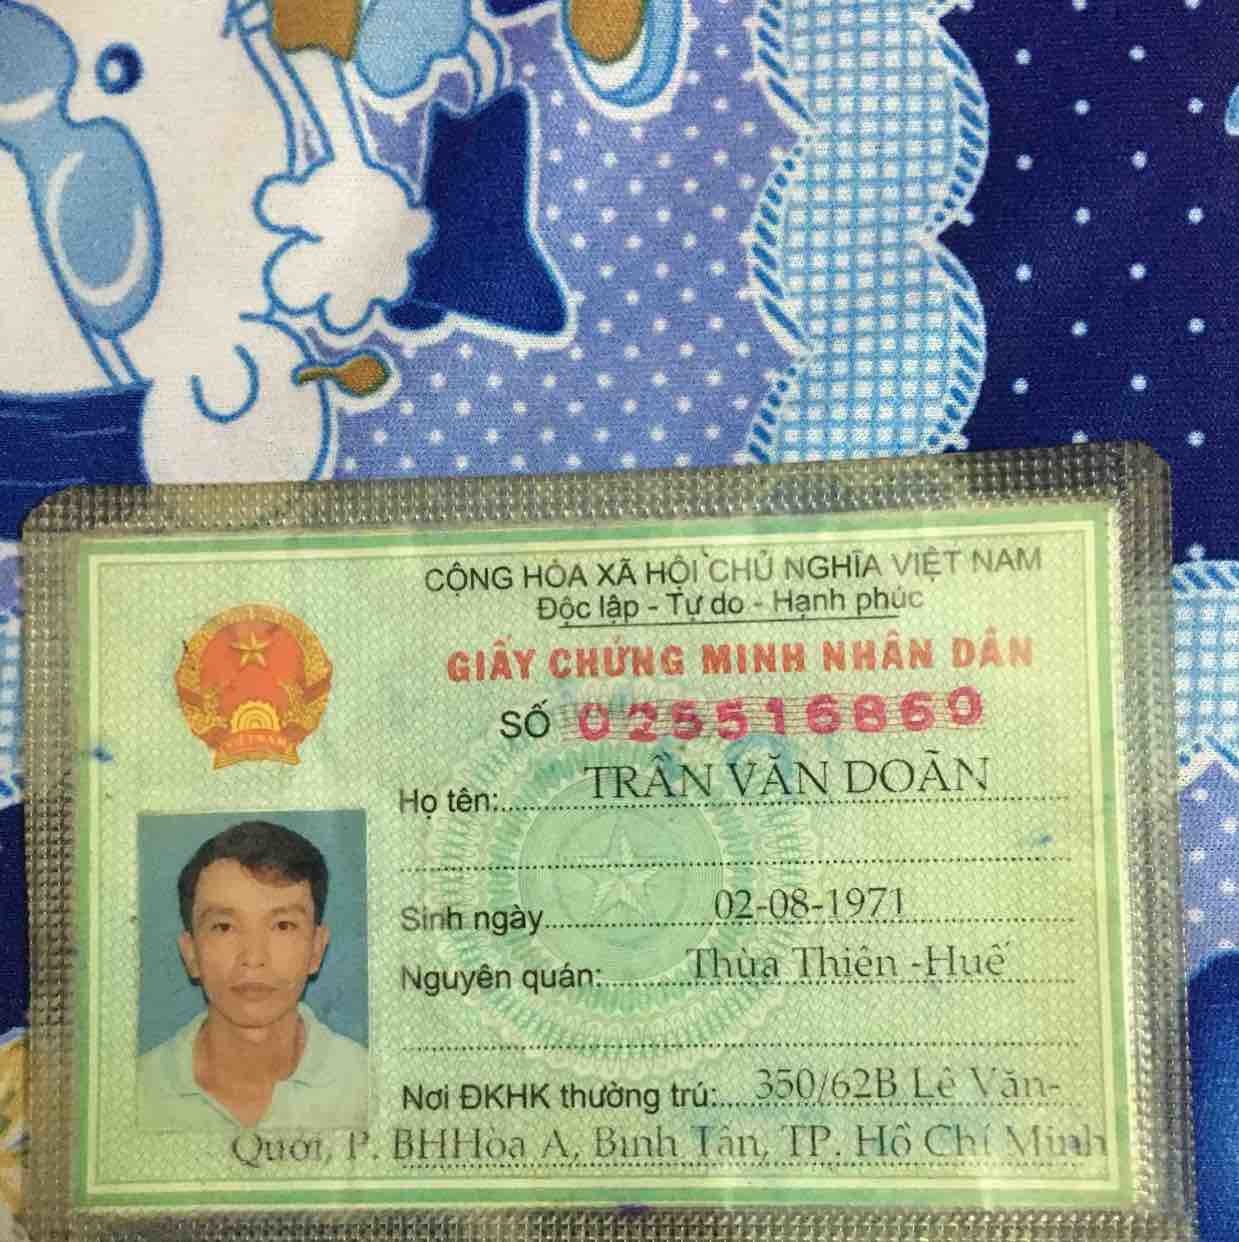 CỘNG HÒA XÃ HỘI CHỦ NGHĨA VIỆT NAM
Độc lập - Tự do - Hạnh phúc
GIẤY CHỨNG MINH NHÂN DÂN
SỐ 025516860
Họ tên: TRẦN VĂN DOÃN
Sinh ngày 02-08-1971
Nguyên quán: Thừa Thiên -Huế
Nơi ĐKHK thường trú: 350/62B Lê Văn-
Quới, P. BHHòa A, Bình Tân, TP. Hồ Chí Minh